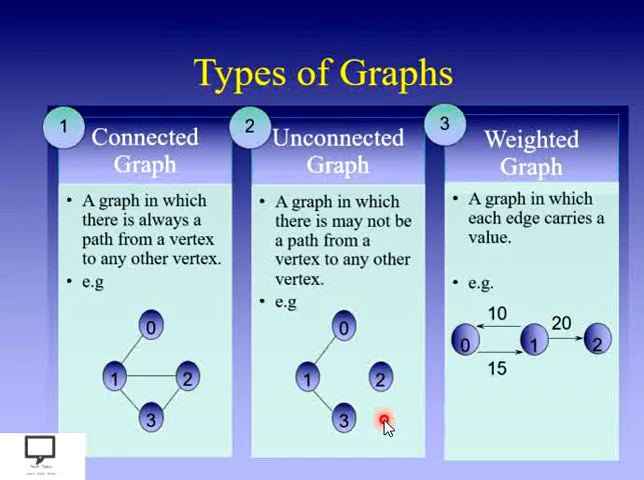 Types of Graphs
1
Connected
Graph
• A graph in which
there is always a
path from a vertex
to any other vertex.
• e.g
0
1
2
3
2
Unconnected
Graph
• A graph in which
there is may not be
a path from a
vertex to any other
vertex.
• e.g
0
1
2
3
3
Weighted
Graph
• A graph in which
each edge carries a
value.
• e.g.
10
20
0
1
2
15